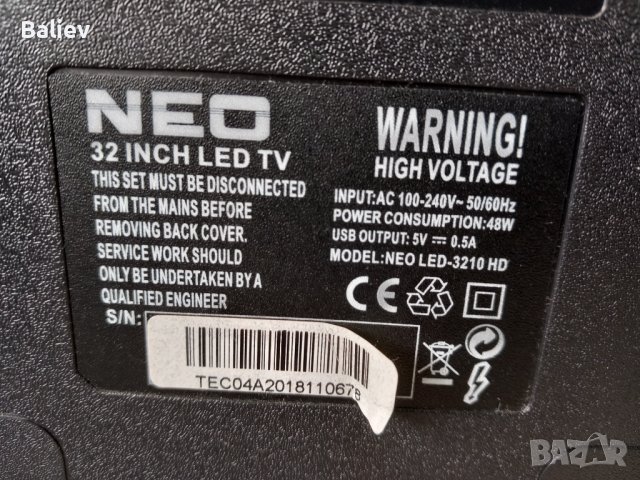 Baliev
NEO
32 INCH LED TV
THIS SET MUST BE DISCONNECTED
FROM THE MAINS BEFORE
REMOVING BACK COVER.
SERVICE WORK SHOULD
ONLY BE UNDERTAKEN BY A
QUALIFIED ENGINEER
S/N:
TEC04A2018110678
WARNING!
HIGH VOLTAGE
INPUT:AC 100-240V~ 50/60Hz
POWER CONSUMPTION:48W
USB OUTPUT: 5V ⎓ 0.5A
MODEL:NEO LED-3210 HD
CE
BAZAR